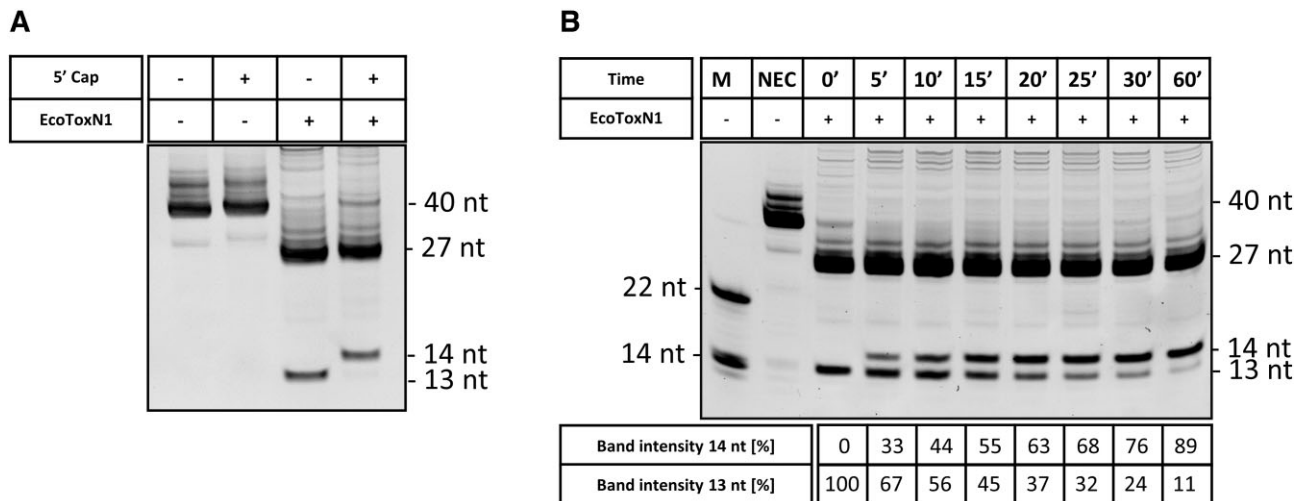 A
5' Cap - + - +
EcoToxN1 - - + +
- 40 nt
- 27 nt
- 14 nt
- 13 nt
B
Time M NEC 0' 5' 10' 15' 20' 25' 30' 60'
EcoToxN1 - - + + + + + + + +
- 40 nt
- 27 nt
22 nt -
14 nt - - 14 nt
- 13 nt
Band intensity 14 nt [%] 0 33 44 55 63 68 76 89
Band intensity 13 nt [%] 100 67 56 45 37 32 24 11